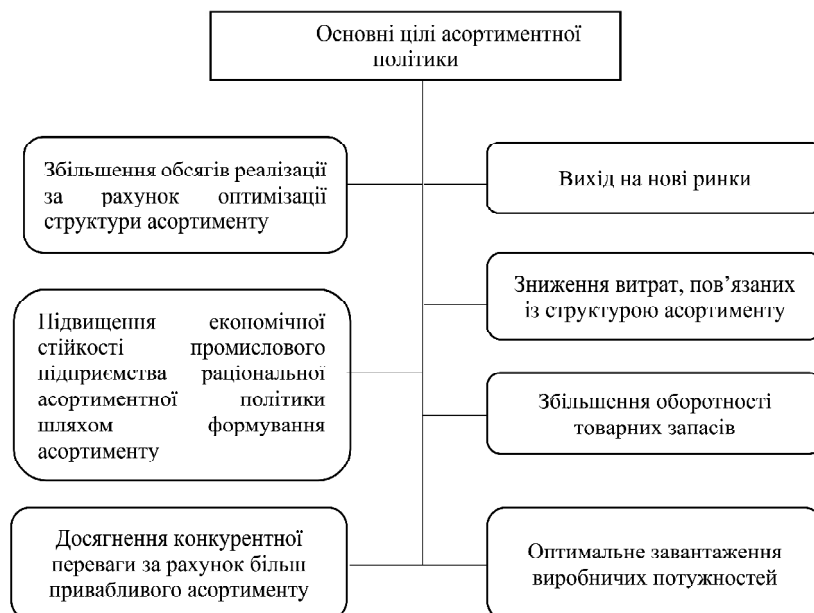 Основні цілі асортиментної
політики
Збільшення обсягів реалізації
за рахунок оптимізації
структури асортименту
Вихід на нові ринки
Зниження витрат, пов’язаних
із структурою асортименту
Підвищення економічної
стійкості промислового
підприємства раціональної
асортиментної політики
шляхом формування
асортименту
Збільшення оборотності
товарних запасів
Досягнення конкурентної
переваги за рахунок більш
привабливого асортименту
Оптимальне завантаження
виробничих потужностей